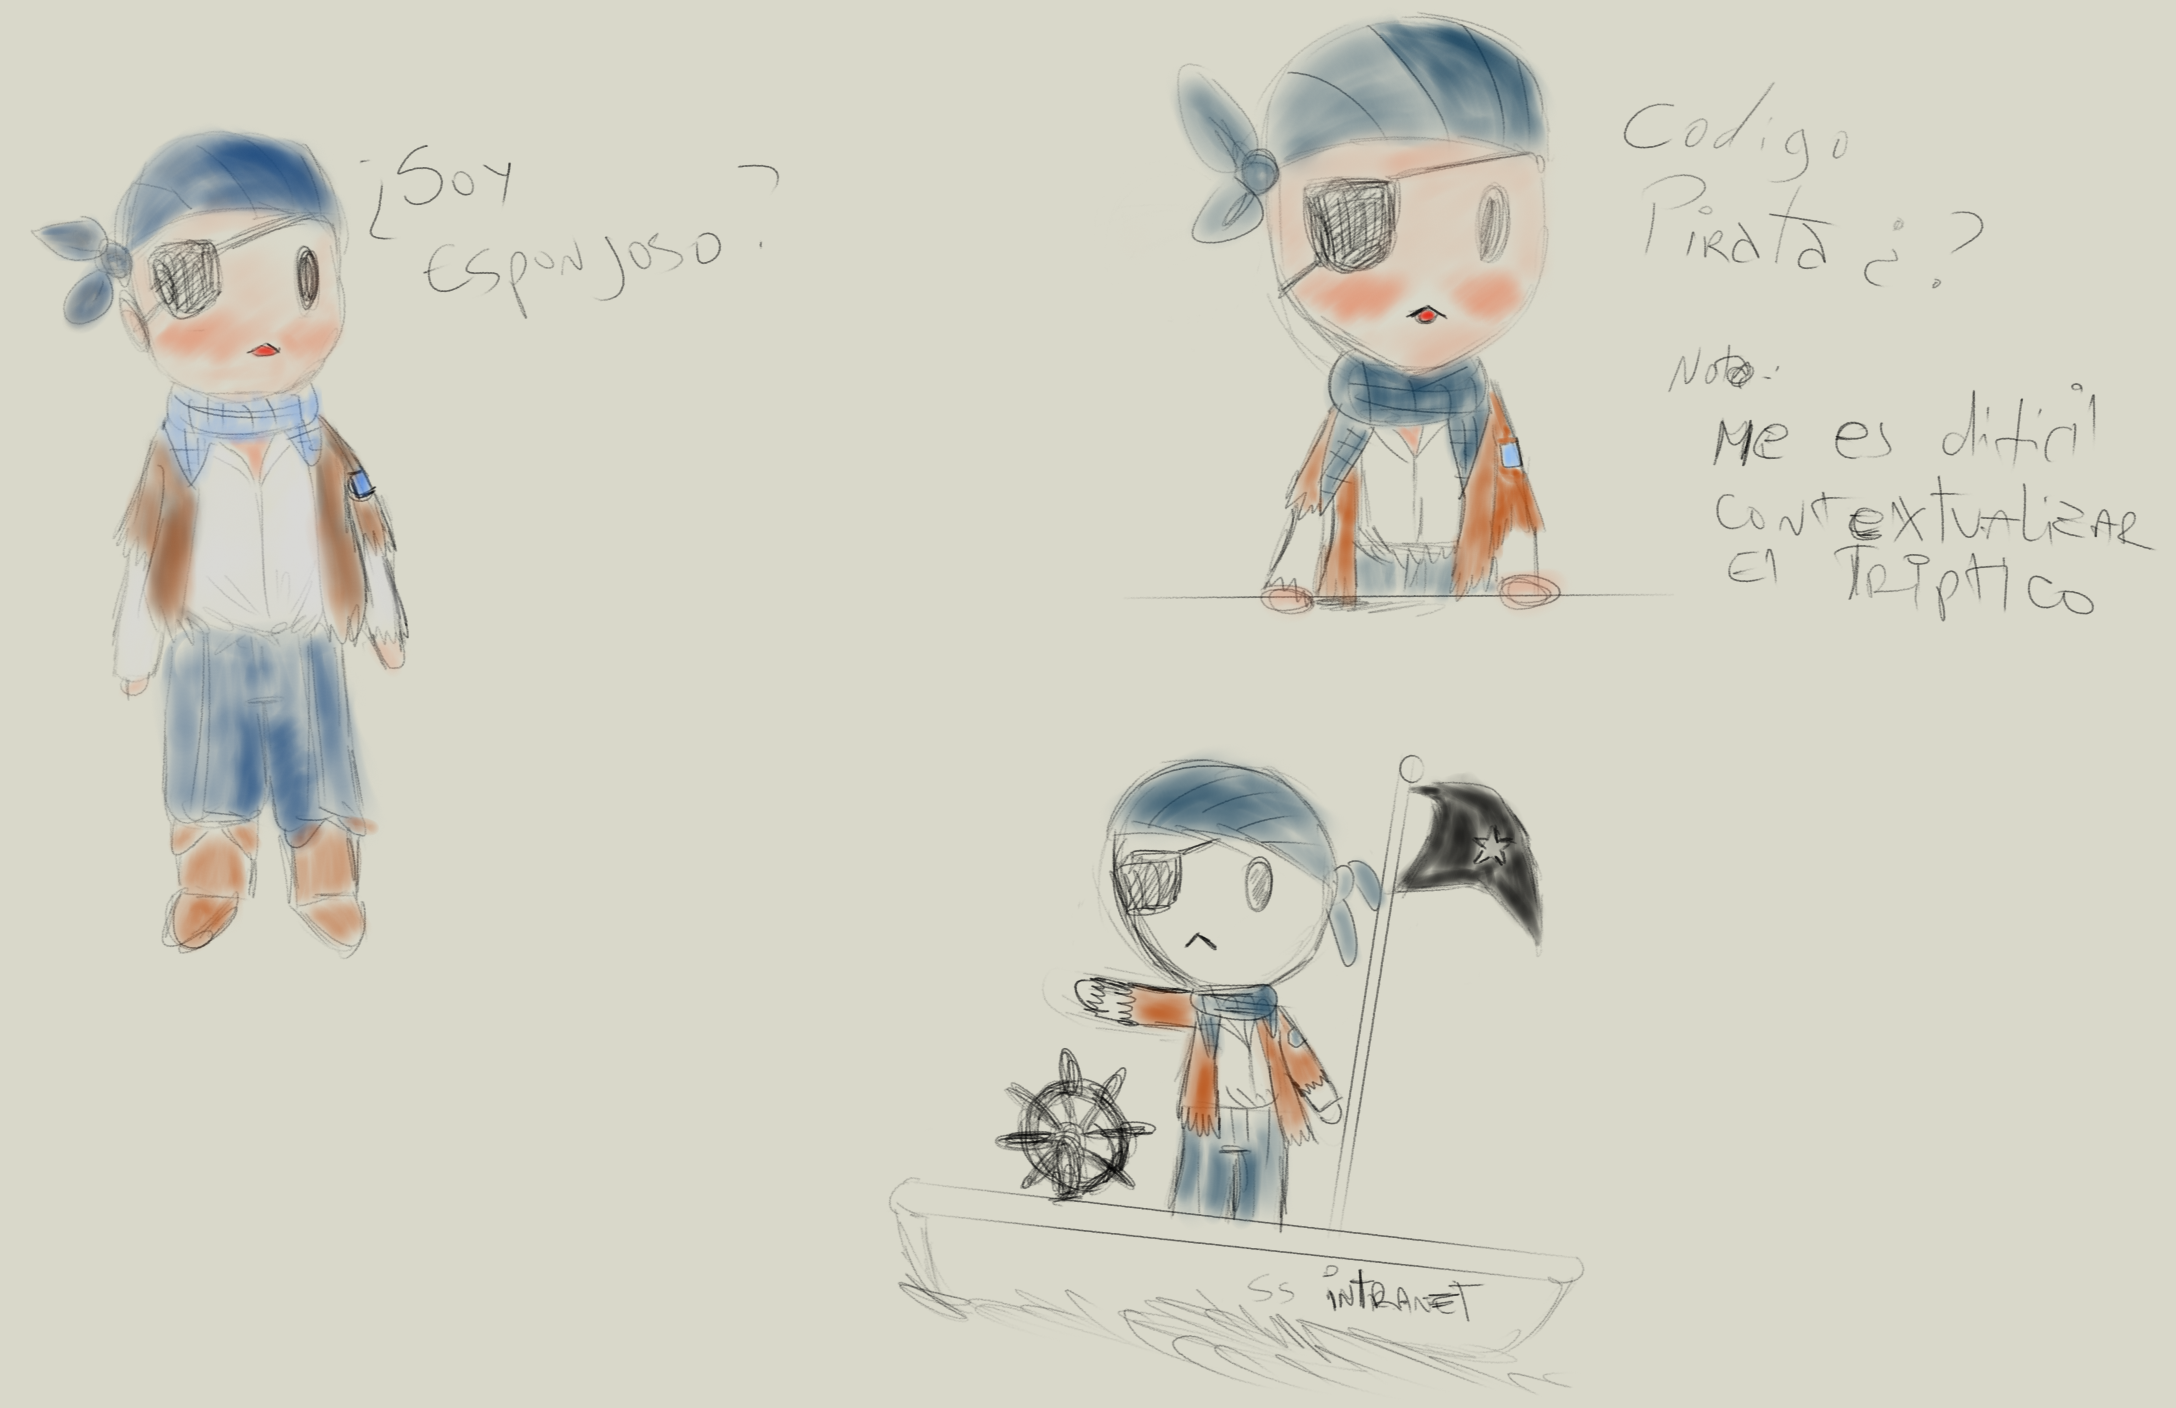 ¿Soy
Esponjoso?
Codigo
Pirata ¿?
Nota:
Me es dificil
contextualizar
El Triptico
SS intranet